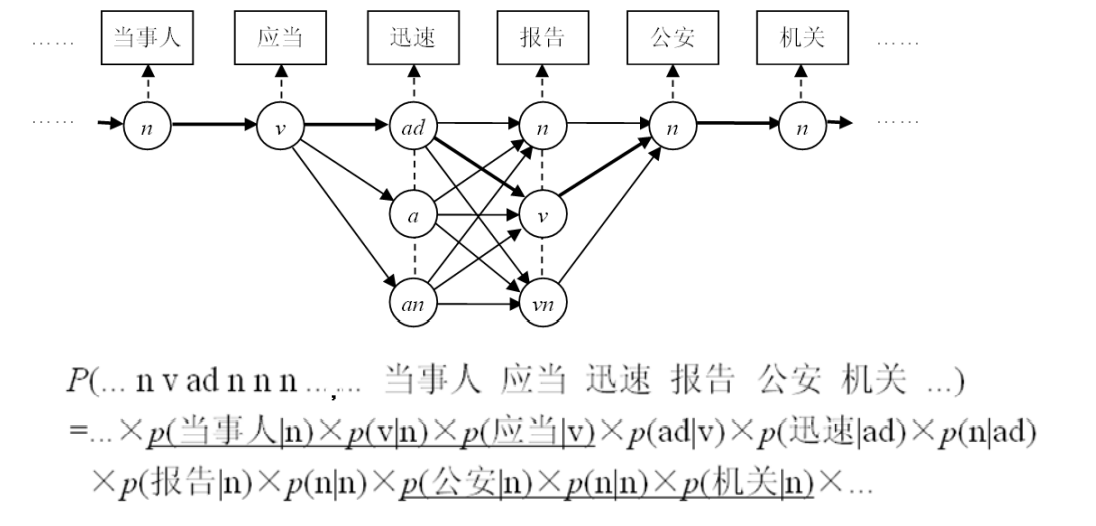 …… 当事人 应当 迅速 报告 公安 机关 ……
…… n v ad n n n ……
a v
an vn
P(… n v ad n n n …,… 当事人 应当 迅速 报告 公安 机关 …)
=…×p(当事人|n)×p(v|n)×p(应当|v)×p(ad|v)×p(迅速|ad)×p(n|ad)
×p(报告|n)×p(n|n)×p(公安|n)×p(n|n)×p(机关|n)×…